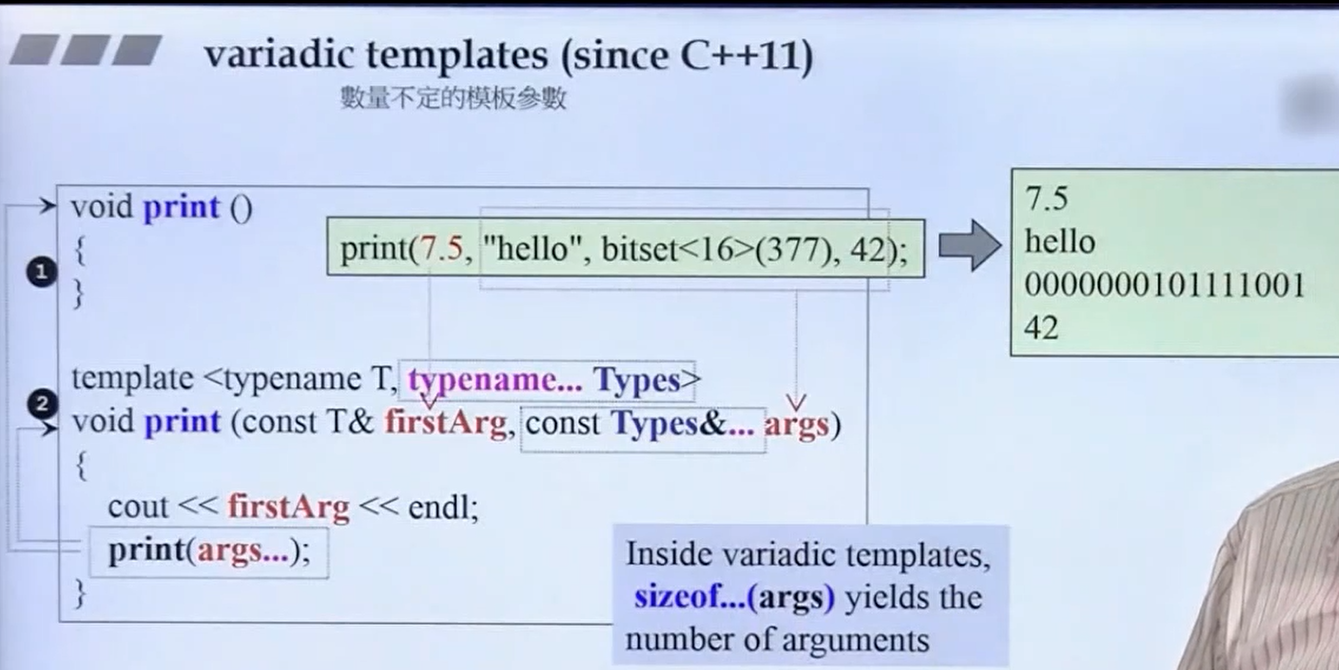 variadic templates (since C++11)
數量不定的模板參數
void print ()
{
}
print(7.5, "hello", bitset<16>(377), 42);
7.5
hello
0000000101111001
42
1
2
template <typename T, typename... Types>
void print (const T& firstArg, const Types&... args)
{
cout << firstArg << endl;
print(args...);
}
Inside variadic templates,
sizeof...(args) yields the
number of arguments